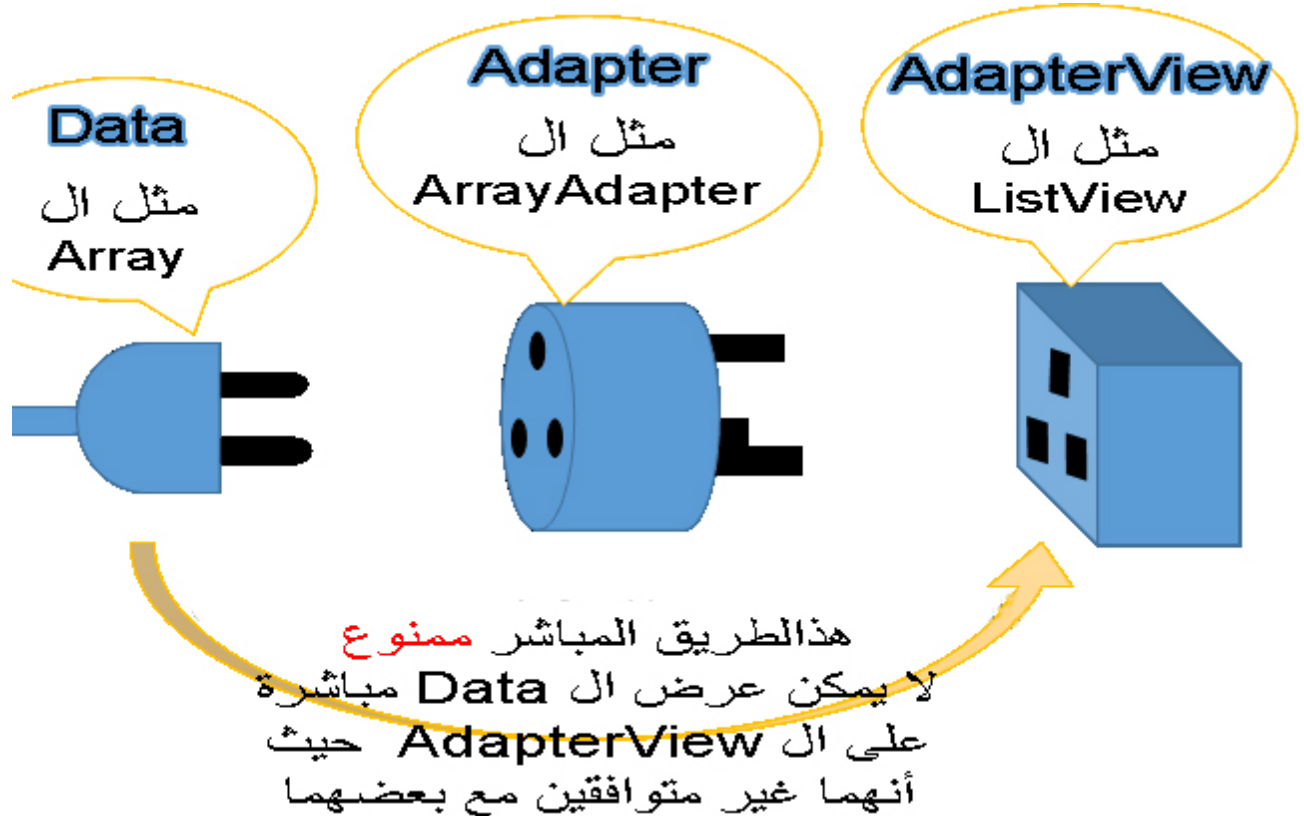 Data
مثل ال
Array
Adapter
مثل ال
ArrayAdapter
AdapterView
مثل ال
ListView
هذالطريق المباشر ممنوع
لا يمكن عرض ال Data مباشرة
على ال AdapterView حيث
أنهما غير متوافقين مع بعضهما